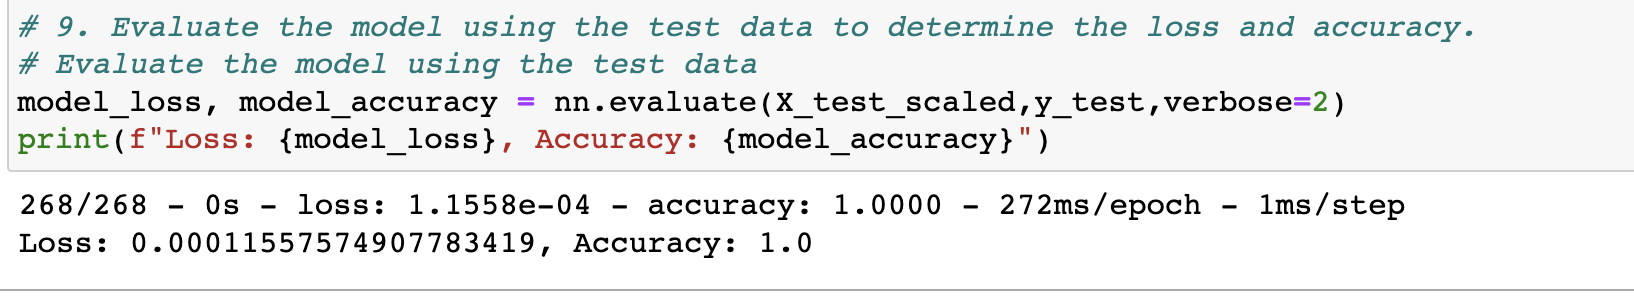 # 9. Evaluate the model using the test data to determine the loss and accuracy.
# Evaluate the model using the test data
model_loss, model_accuracy = nn.evaluate(X_test_scaled,y_test,verbose=2)
print(f"Loss: {model_loss}, Accuracy: {model_accuracy}")
268/268 - 0s - loss: 1.1558e-04 - accuracy: 1.0000 - 272ms/epoch - 1ms/step
Loss: 0.00011557574907783419, Accuracy: 1.0